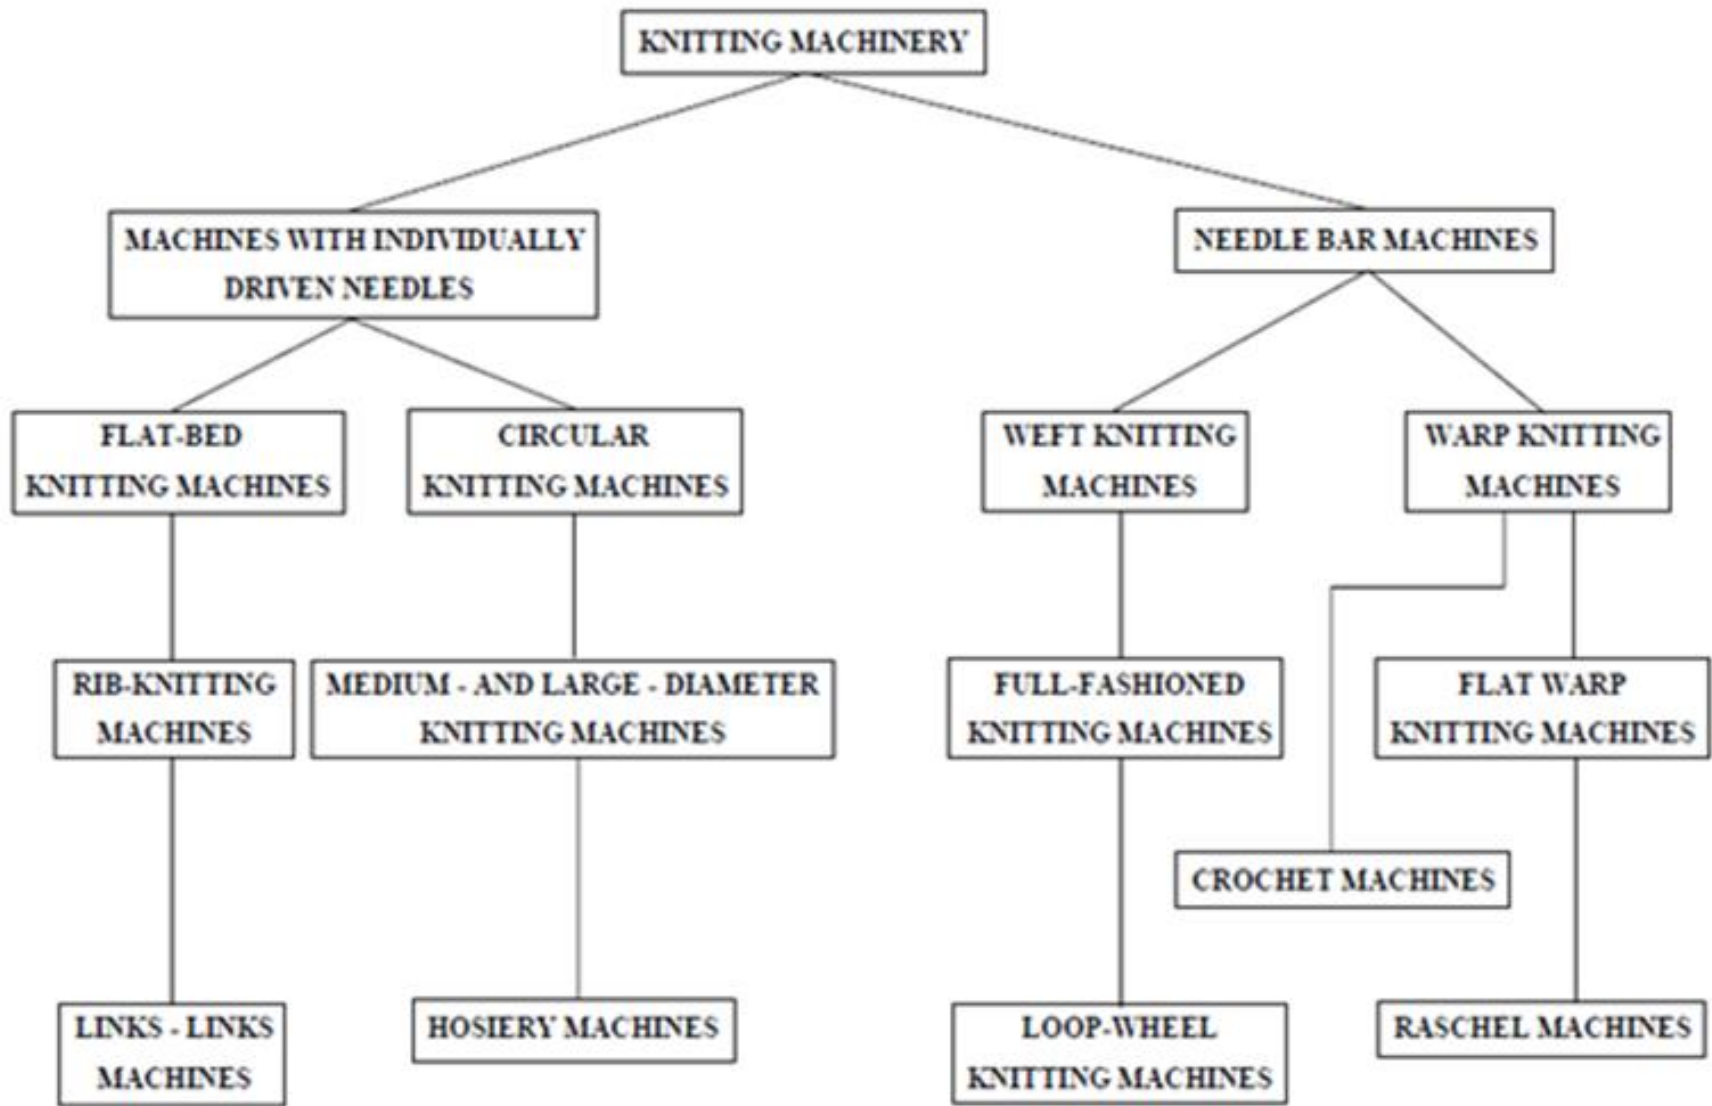 KNITTING MACHINERY
MACHINES WITH INDIVIDUALLY
DRIVEN NEEDLES
NEEDLE BAR MACHINES
FLAT-BED
KNITTING MACHINES
CIRCULAR
KNITTING MACHINES
WEFT KNITTING
MACHINES
WARP KNITTING
MACHINES
RIB-KNITTING
MACHINES
MEDIUM - AND LARGE - DIAMETER
KNITTING MACHINES
FULL-FASHIONED
KNITTING MACHINES
FLAT WARP
KNITTING MACHINES
CROCHET MACHINES
LINKS - LINKS
MACHINES
HOSIERY MACHINES
LOOP-WHEEL
KNITTING MACHINES
RASCHEL MACHINES